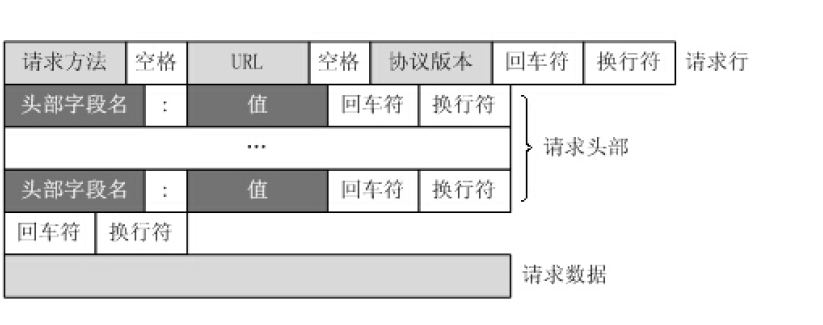 请求方法 空格 URL 空格 协议版本 回车符 换行符 请求行
头部字段名 : 值 回车符 换行符
… 请求头部
头部字段名 : 值 回车符 换行符
回车符 换行符
请求数据